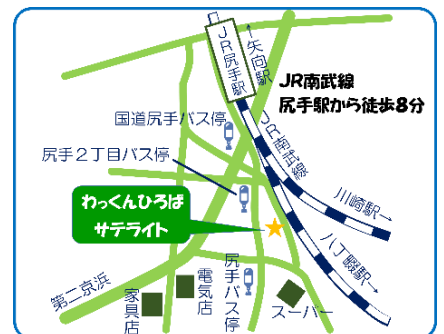 JR尻手駅
↑矢向駅
JR南武線
尻手駅から徒歩8分
国道尻手バス停
JR南武線
尻手2丁目バス停
川崎駅→
わっくんひろば
サテライト
八丁畷駅→
第二京浜
家具店
電気店
尻手バス停
スーパー